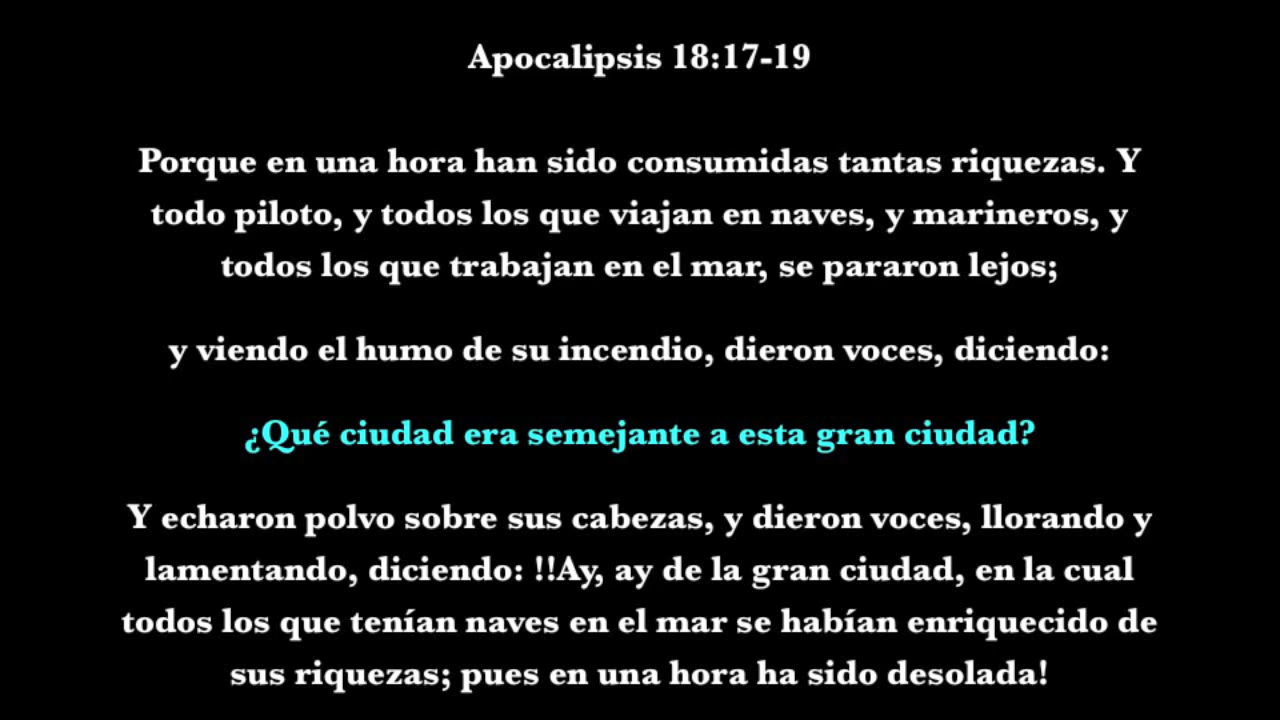 Apocalipsis 18:17-19
Porque en una hora han sido consumidas tantas riquezas. Y
todo piloto, y todos los que viajan en naves, y marineros, y
todos los que trabajan en el mar, se pararon lejos;
y viendo el humo de su incendio, dieron voces, diciendo:
¿Qué ciudad era semejante a esta gran ciudad?
Y echaron polvo sobre sus cabezas, y dieron voces, llorando y
lamentando, diciendo: !!Ay, ay de la gran ciudad, en la cual
todos los que tenían naves en el mar se habían enriquecido de
sus riquezas; pues en una hora ha sido desolada!